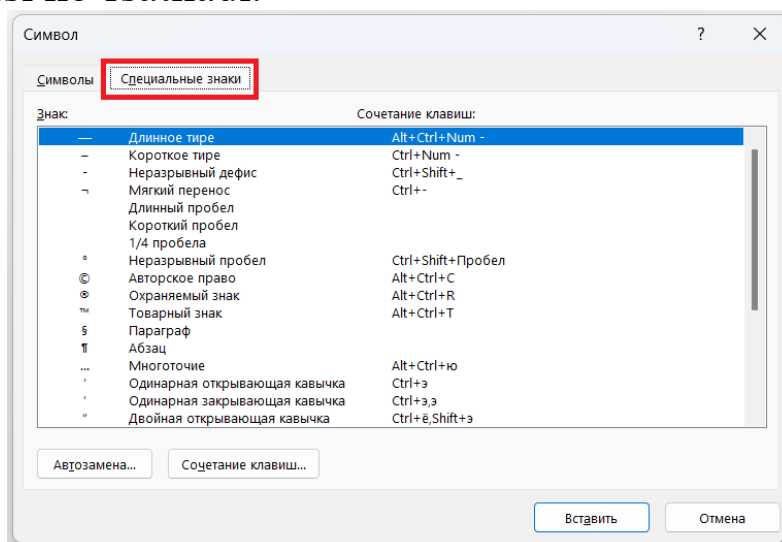 Символ ? ×
Символы Специальные знаки
Знак: Сочетание клавиш:
— Длинное тире Alt+Ctrl+Num -
– Короткое тире Ctrl+Num -
- Неразрывный дефис Ctrl+Shift+_
¬ Мягкий перенос Ctrl+-
Длинный пробел
Короткий пробел
1/4 пробела
° Неразрывный пробел Ctrl+Shift+Пробел
© Авторское право Alt+Ctrl+C
® Охраняемый знак Alt+Ctrl+R
™ Товарный знак Alt+Ctrl+T
§ Параграф
¶ Абзац
… Многоточие Alt+Ctrl+ю
‘ Одинарная открывающая кавычка Ctrl+э
’ Одинарная закрывающая кавычка Ctrl+э,э
“ Двойная открывающая кавычка Ctrl+ё,Shift+э
Автозамена... Сочетание клавиш...
Вставить Отмена